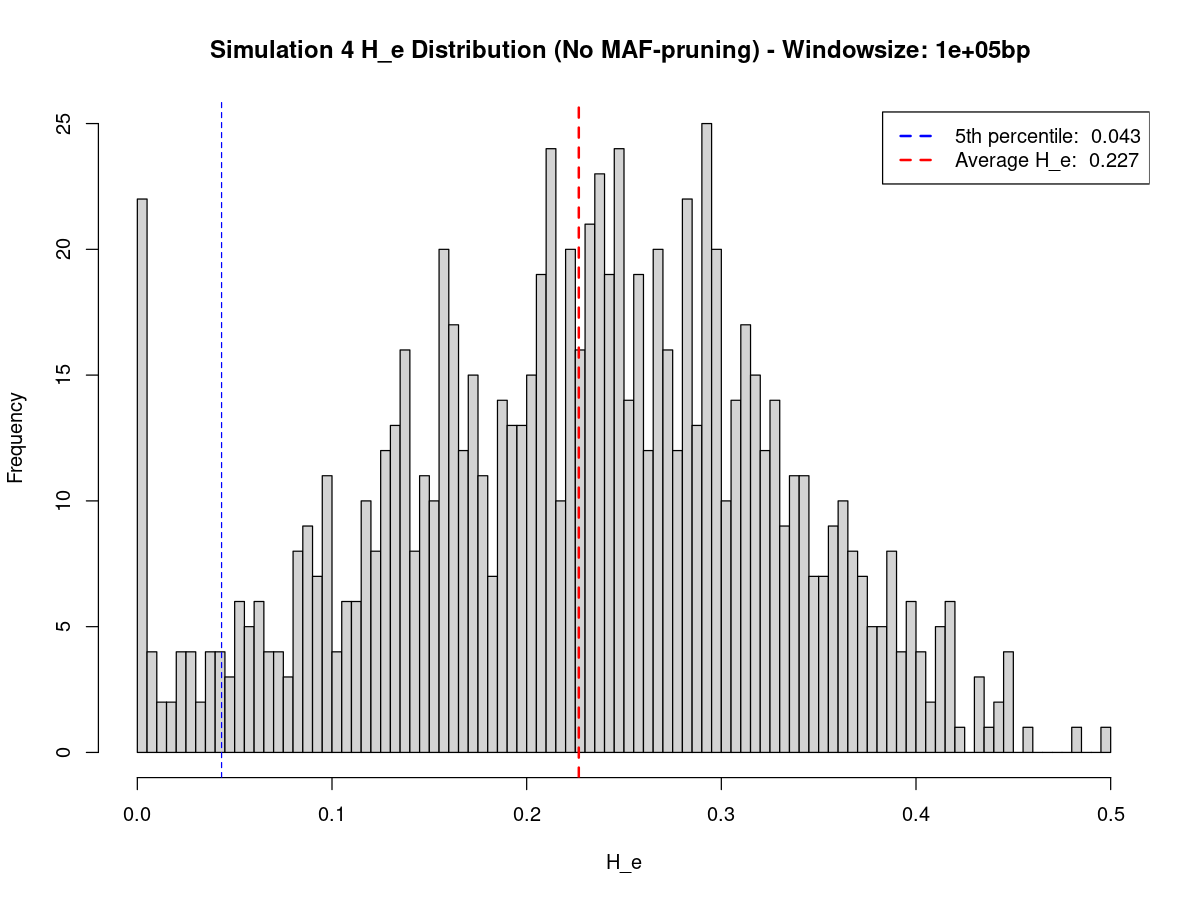 Simulation 4 H_e Distribution (No MAF-pruning) - Windowsize: 1e+05bp
5th percentile:  0.043
Average H_e:  0.227
25
20
15
10
5
0
Frequency
0.0 0.1 0.2 0.3 0.4 0.5
H_e